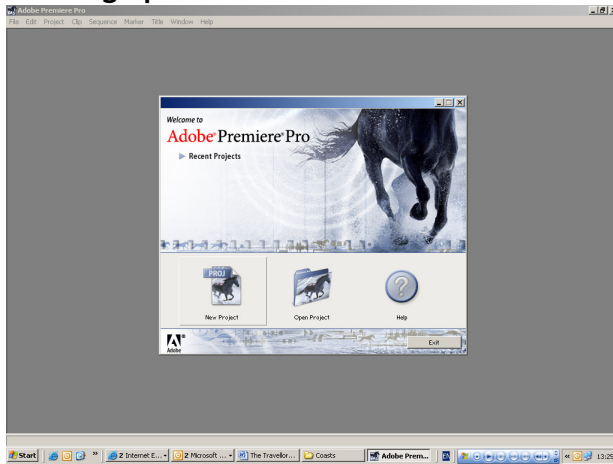 Adobe Premiere Pro
File Edit Project Clip Sequence Marker Title Window Help
Welcome to
Adobe® Premiere® Pro
Recent Projects
PROJ
New Project
Open Project
Help
Adobe
Exit
Start
2 Internet E...
2 Microsoft ...
The Travellor...
Coasts
Adobe Prem...
EN
13:25